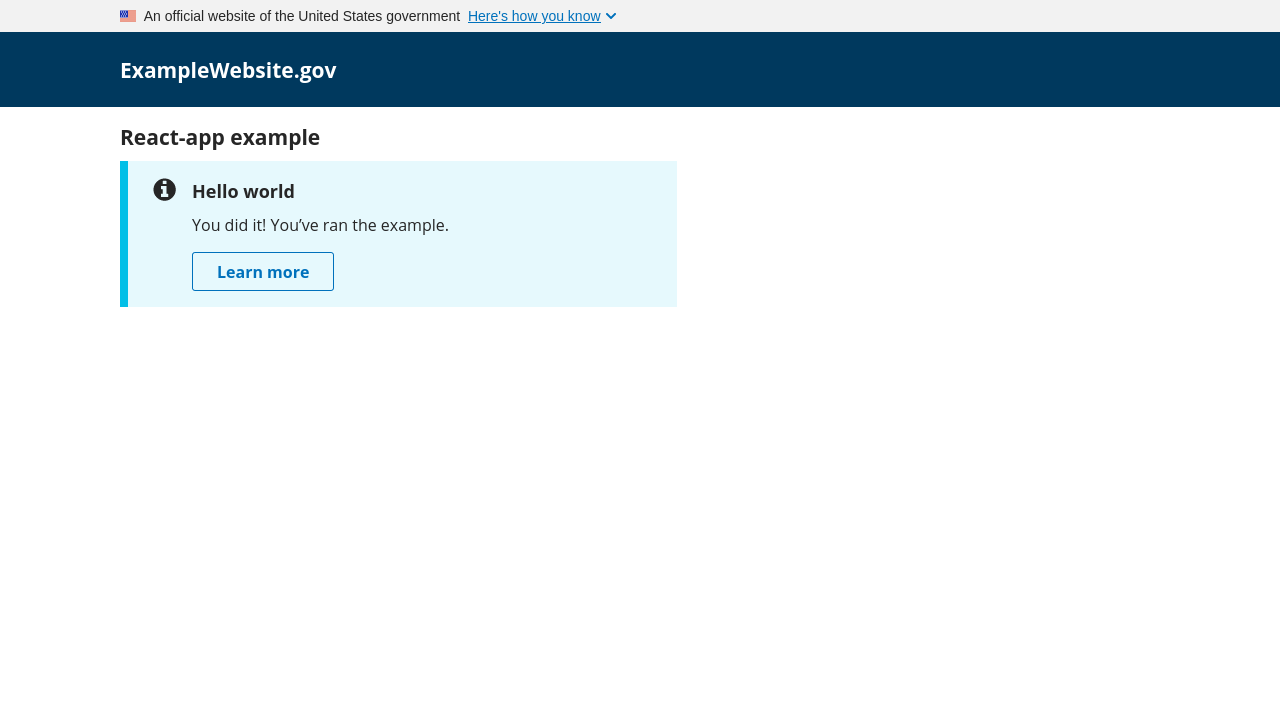 An official website of the United States government Here's how you know
ExampleWebsite.gov
React-app example
Hello world
You did it! You’ve ran the example.
Learn more